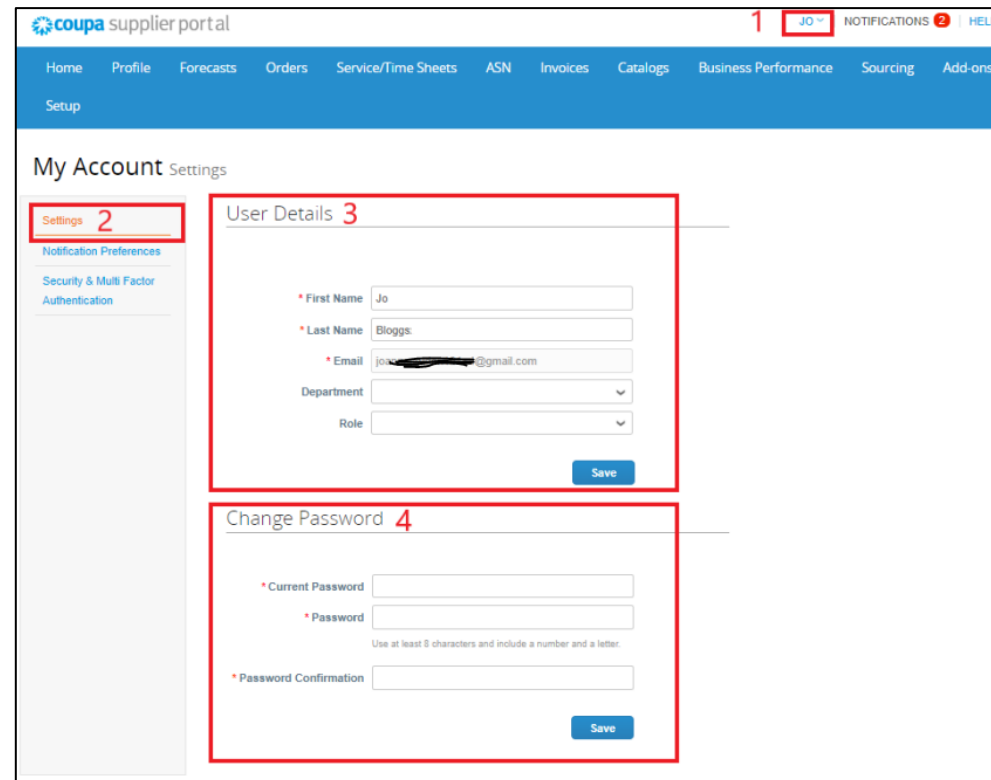 coupa supplier portal
1 JO NOTIFICATIONS 2 HEL
Home Profile Forecasts Orders Service/Time Sheets ASN Invoices Catalogs Business Performance Sourcing Add-ons
Setup
My Account Settings
Settings 2
Notification Preferences
Security & Multi Factor
Authentication
User Details 3
* First Name Jo
* Last Name Bloggs:
* Email @gmail.com
Department
Role
Save
Change Password 4
* Current Password
* Password
Use at least 8 characters and include a number and a letter.
* Password Confirmation
Save